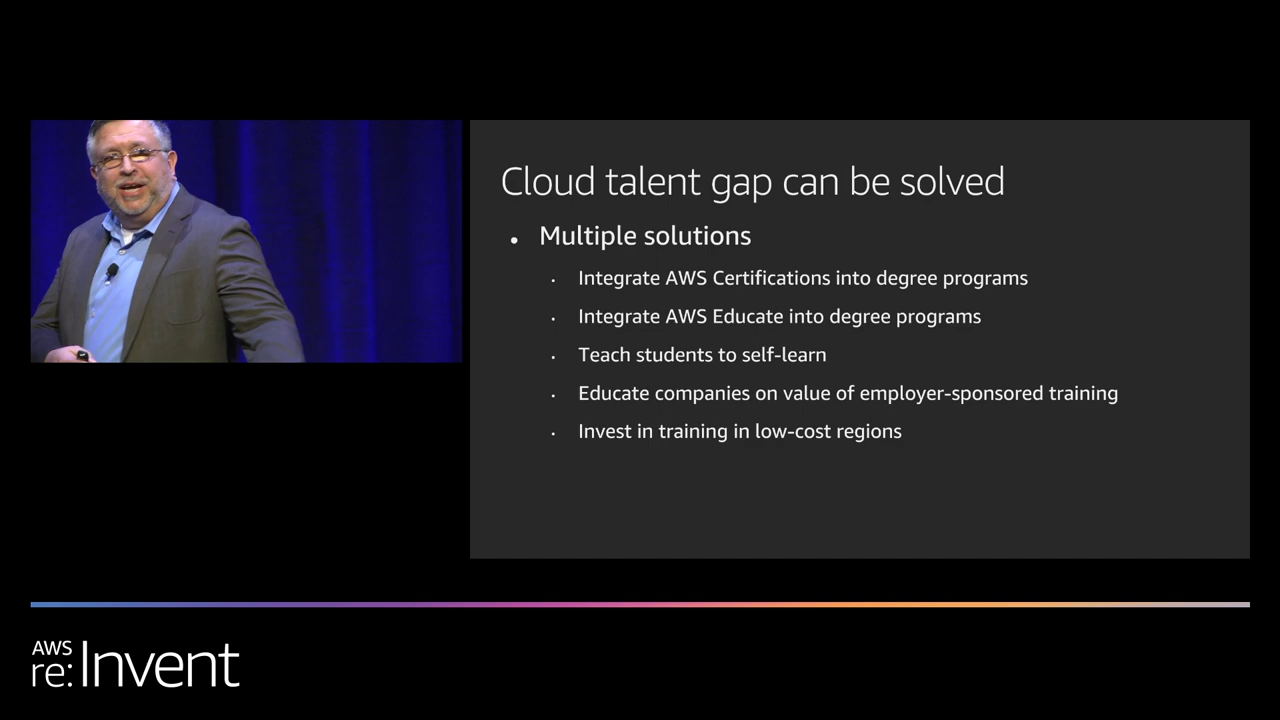 Cloud talent gap can be solved
• Multiple solutions
• Integrate AWS Certifications into degree programs
• Integrate AWS Educate into degree programs
• Teach students to self-learn
• Educate companies on value of employer-sponsored training
• Invest in training in low-cost regions
AWS
re:Invent